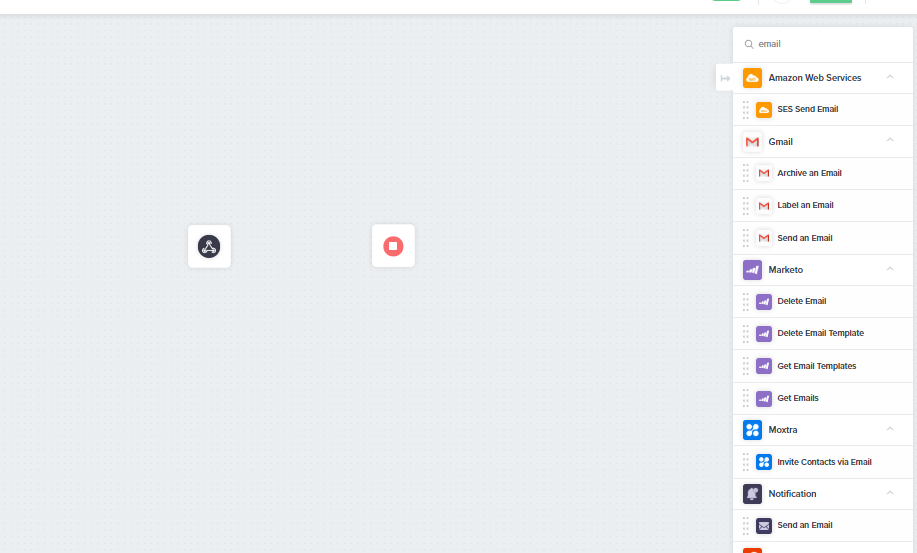 email
Amazon Web Services
SES Send Email
Gmail
Archive an Email
Label an Email
Send an Email
Marketo
Delete Email
Delete Email Template
Get Email Templates
Get Emails
Moxtra
Invite Contacts via Email
Notification
Send an Email